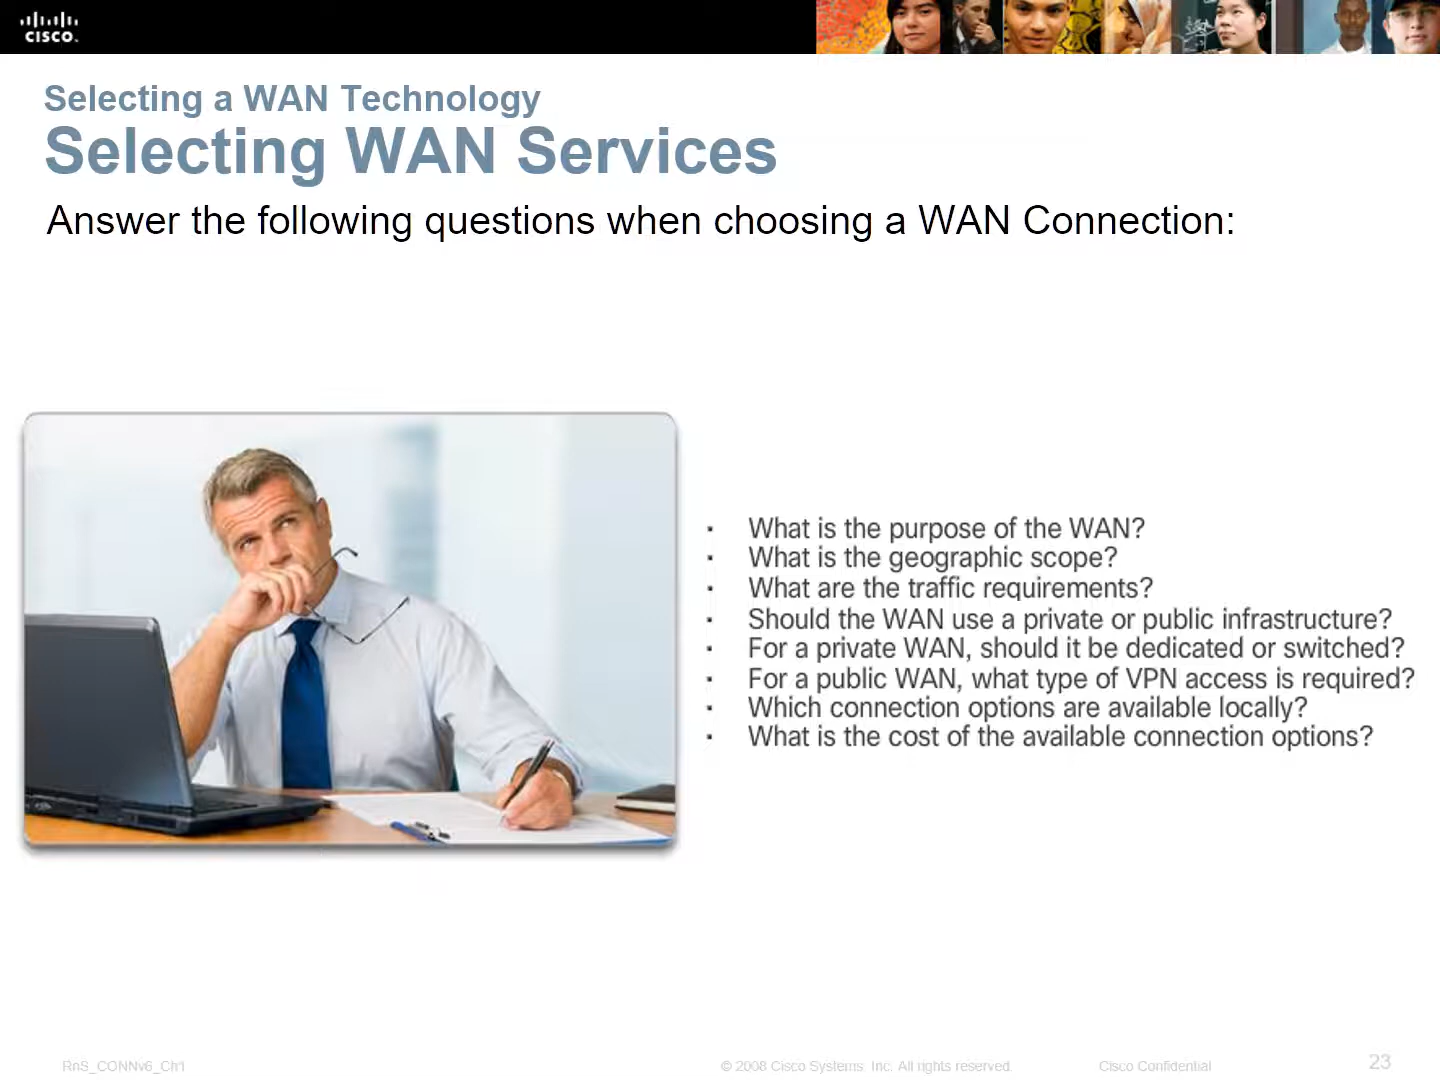 CISCO
Selecting a WAN Technology
Selecting WAN Services
Answer the following questions when choosing a WAN Connection:
▪ What is the purpose of the WAN?
▪ What is the geographic scope?
▪ What are the traffic requirements?
▪ Should the WAN use a private or public infrastructure?
▪ For a private WAN, should it be dedicated or switched?
▪ For a public WAN, what type of VPN access is required?
▪ Which connection options are available locally?
▪ What is the cost of the available connection options?
RnS_CONNv6_Ch1
© 2008 Cisco Systems, Inc. All rights reserved.
Cisco Confidential
23